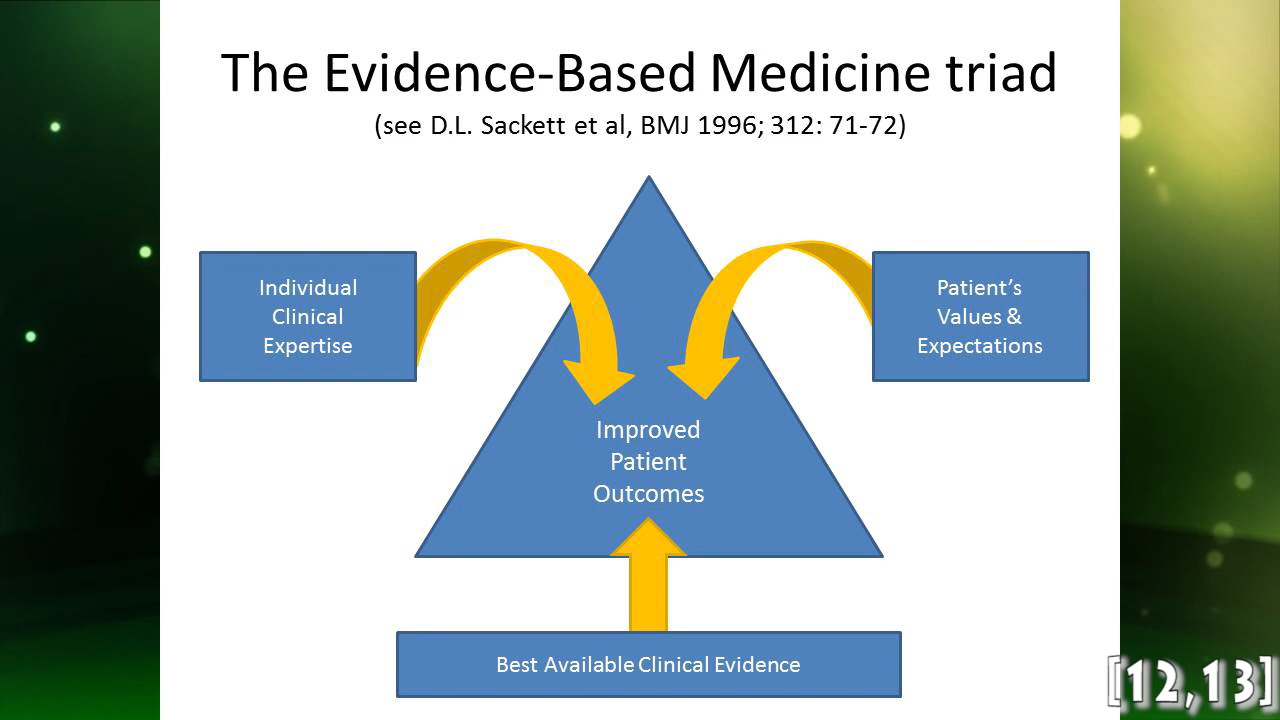 The Evidence-Based Medicine triad
(see D.L. Sackett et al, BMJ 1996; 312: 71-72)
Individual
Clinical
Expertise
Patient’s
Values &
Expectations
Improved
Patient
Outcomes
Best Available Clinical Evidence
[12,13]